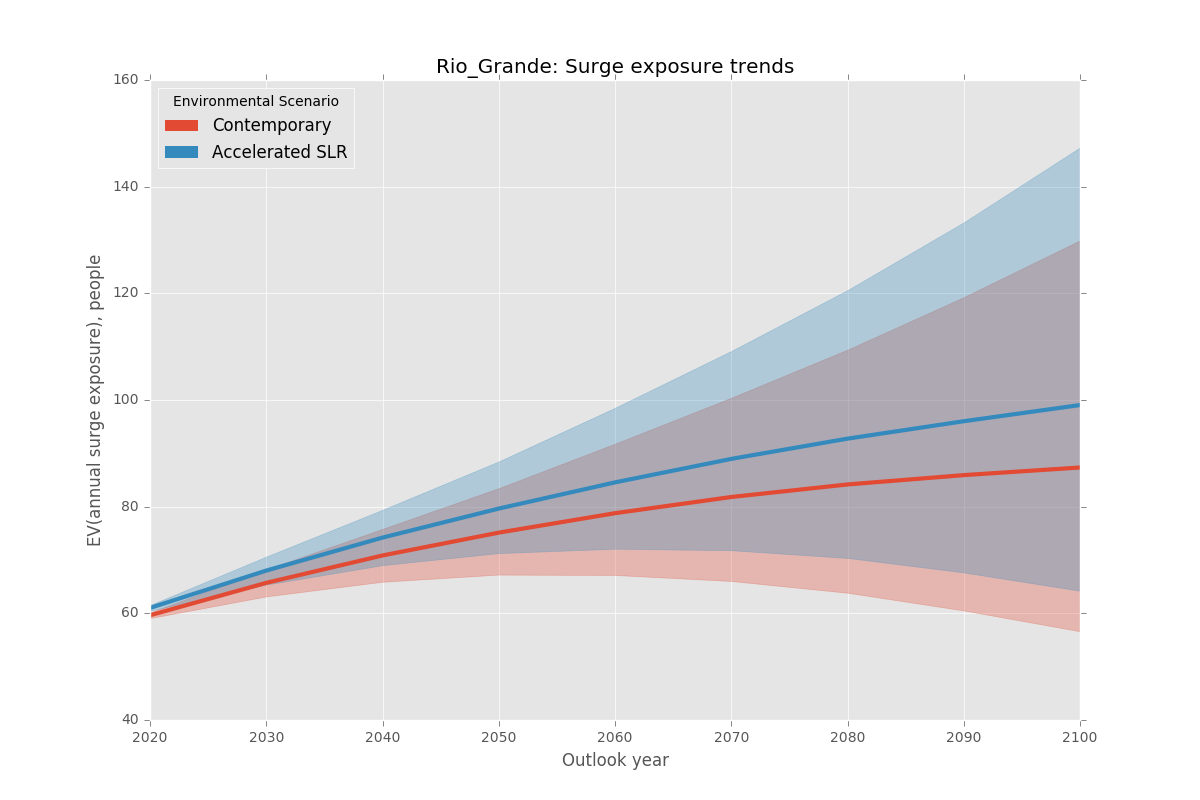 Rio_Grande: Surge exposure trends
Environmental Scenario
Contemporary
Accelerated SLR
EV(annual surge exposure), people
160
140
120
100
80
60
40
2020 2030 2040 2050 2060 2070 2080 2090 2100
Outlook year